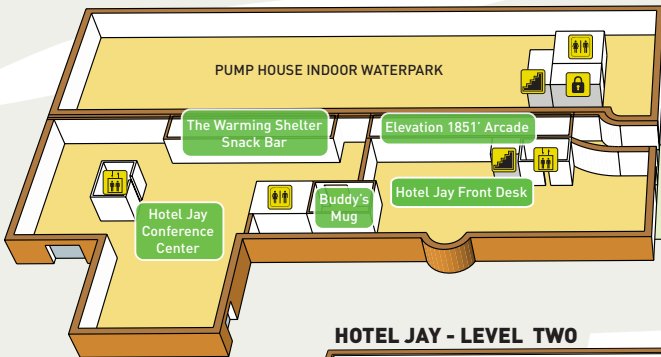 PUMP HOUSE INDOOR WATERPARK
The Warming Shelter
Snack Bar
Elevation 1851' Arcade
Hotel Jay Front Desk
Buddy's
Mug
Hotel Jay
Conference
Center
HOTEL JAY - LEVEL TWO